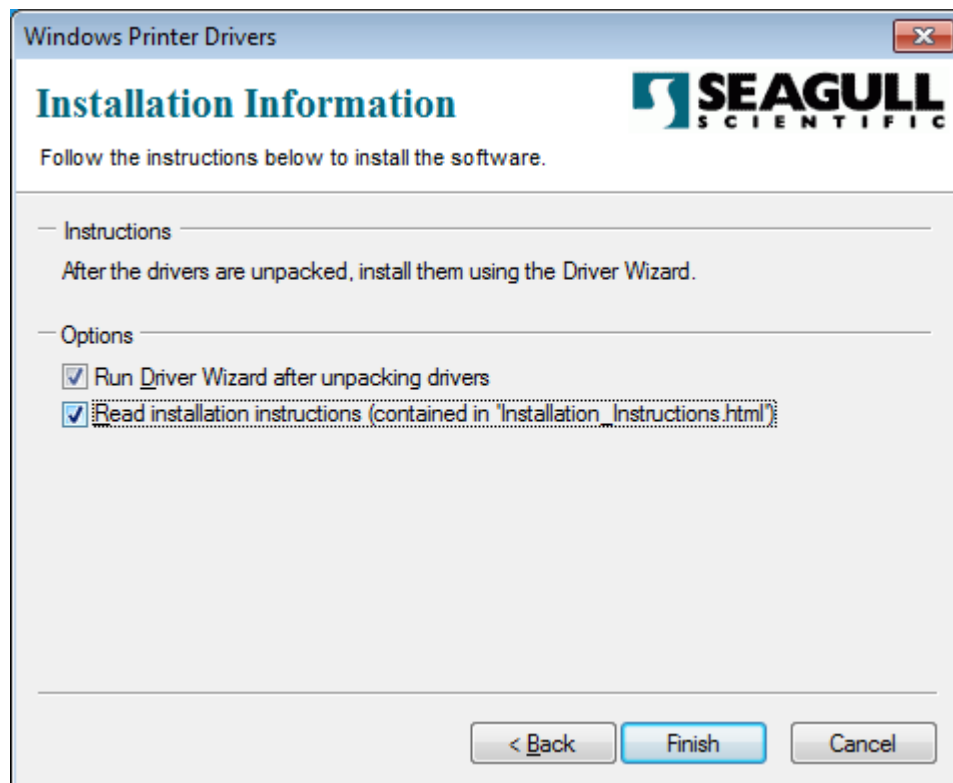 Windows Printer Drivers
Installation Information
SEAGULL
SCIENTIFIC
Follow the instructions below to install the software.
Instructions
After the drivers are unpacked, install them using the Driver Wizard.
Options
Run Driver Wizard after unpacking drivers
Read installation instructions (contained in 'Installation_Instructions.html')
< Back
Finish
Cancel